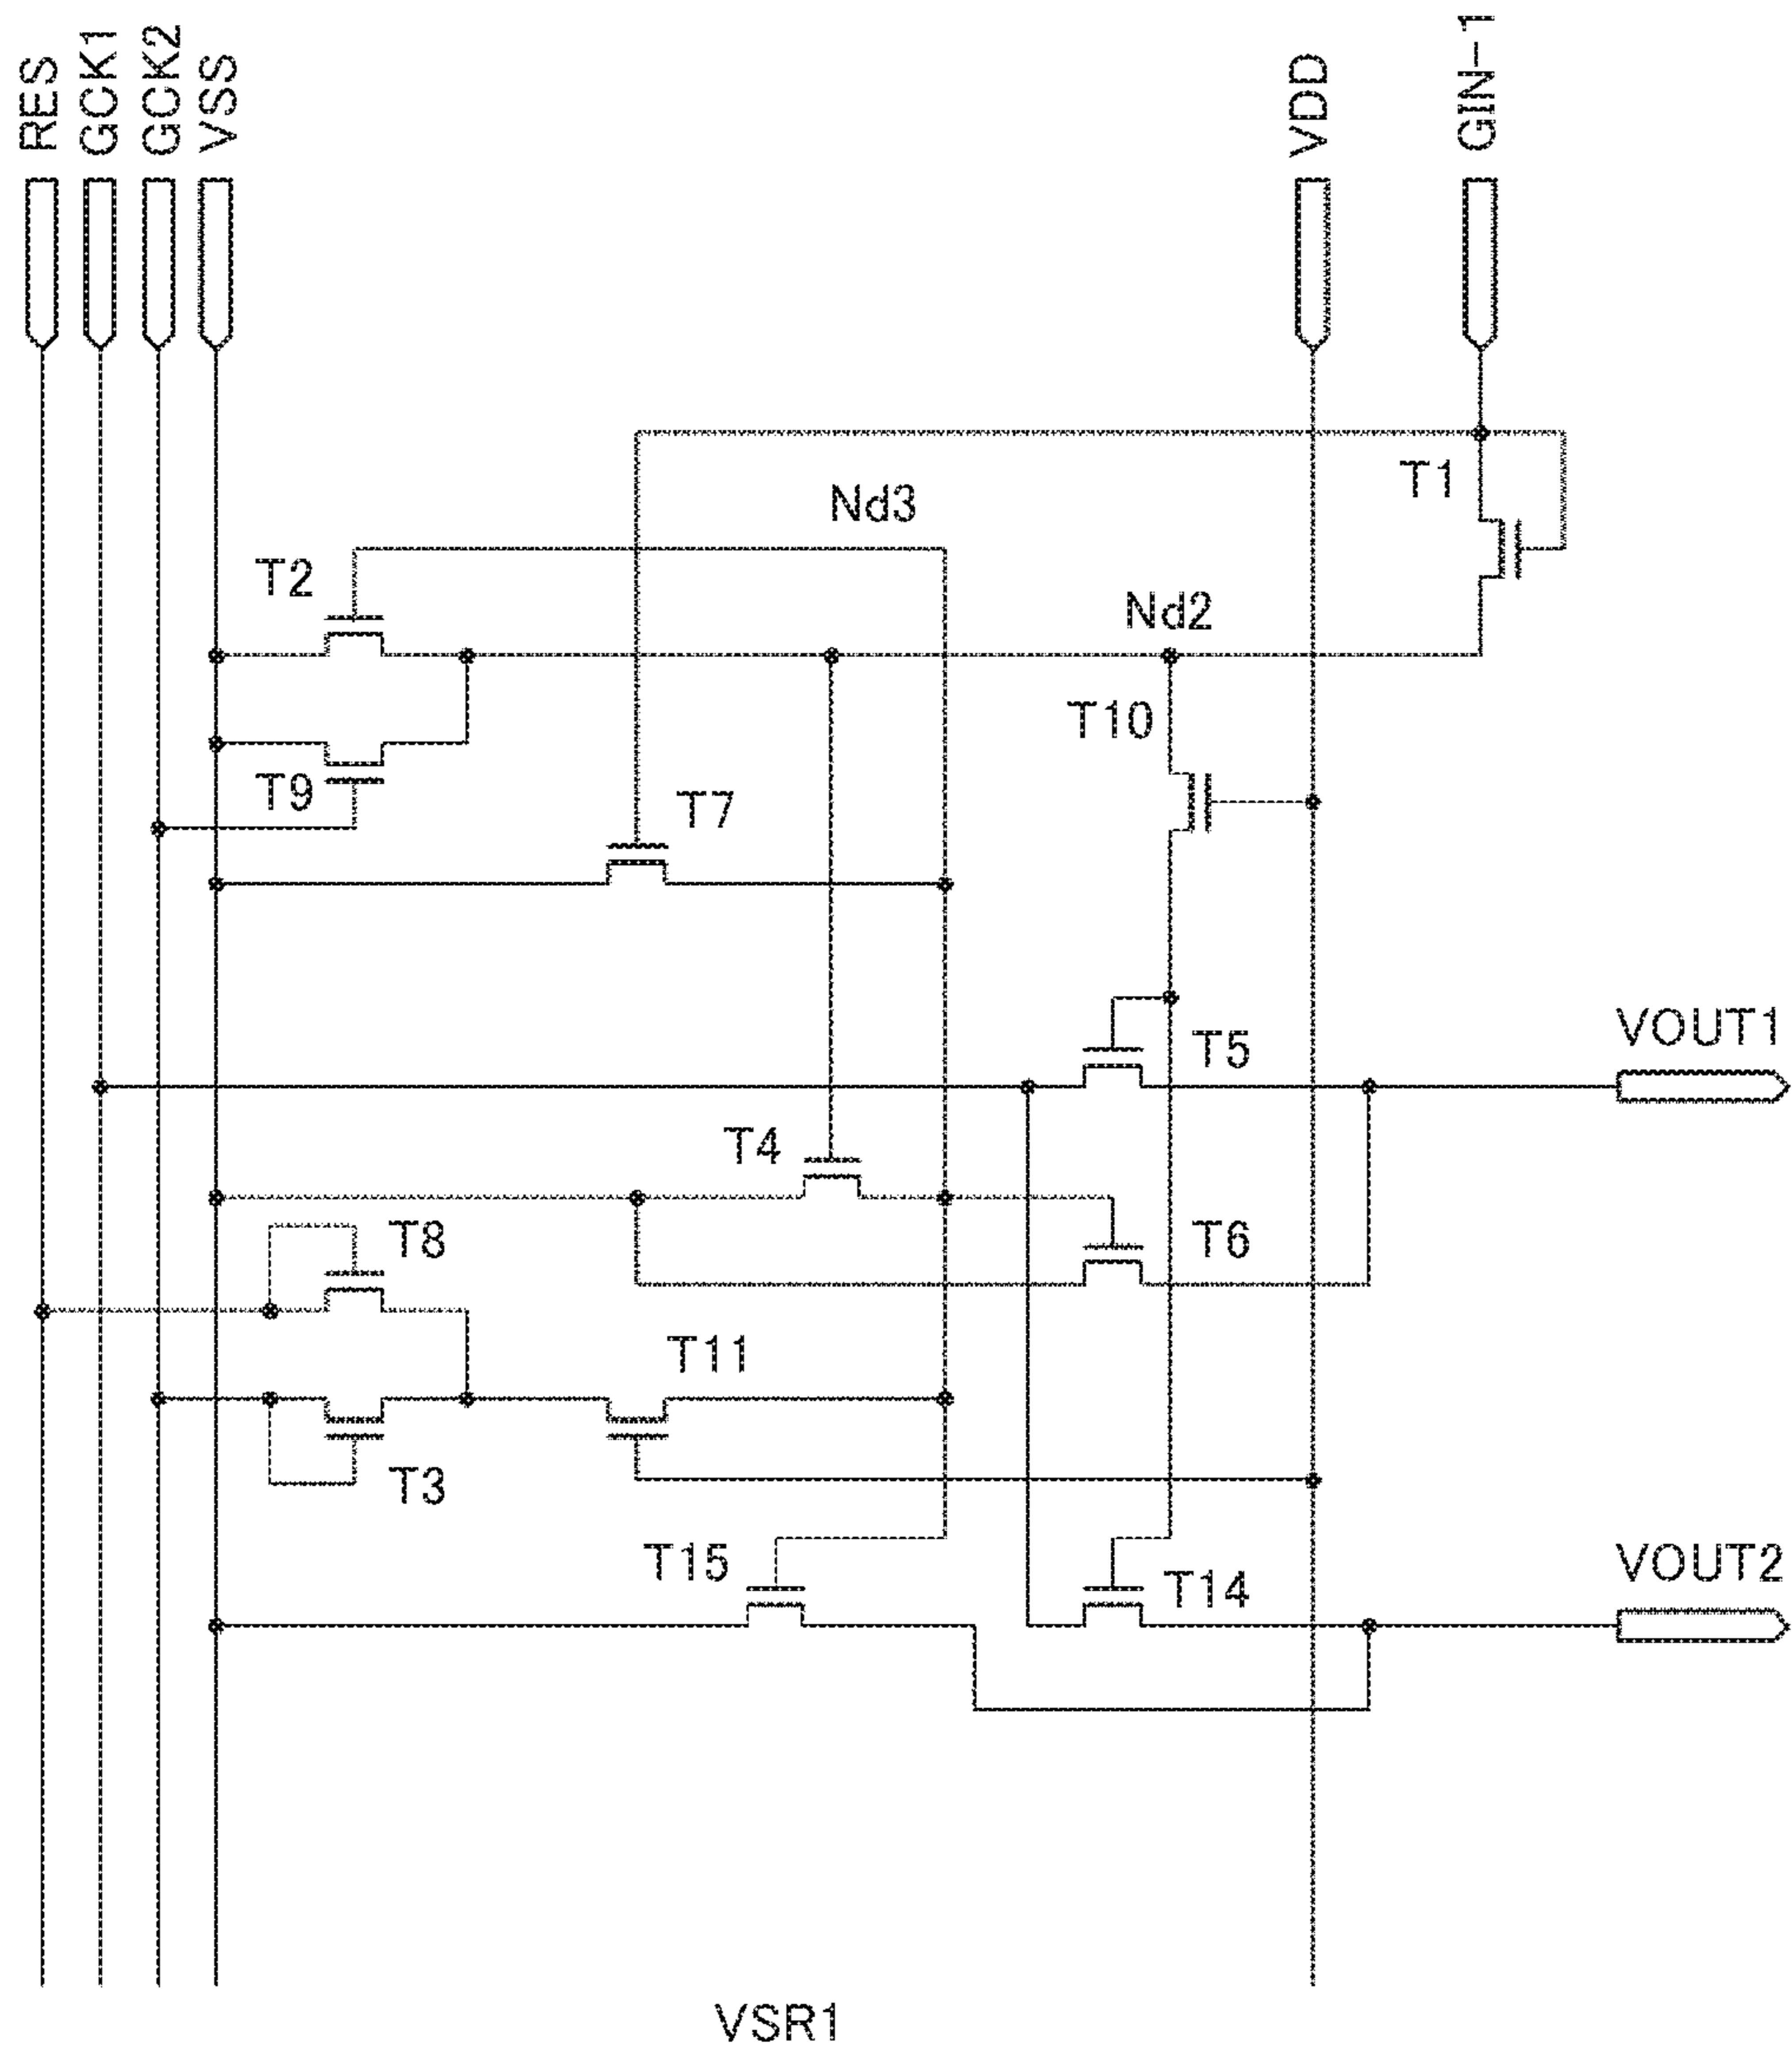 RES
GCK1
GCK2
VSS
VDD
GIN-1
T1
Nd3
T2
Nd2
T10
T9
T7
VOUT1
T5
T4
T8
T6
T11
T3
T15
T14
VOUT2
VSR1